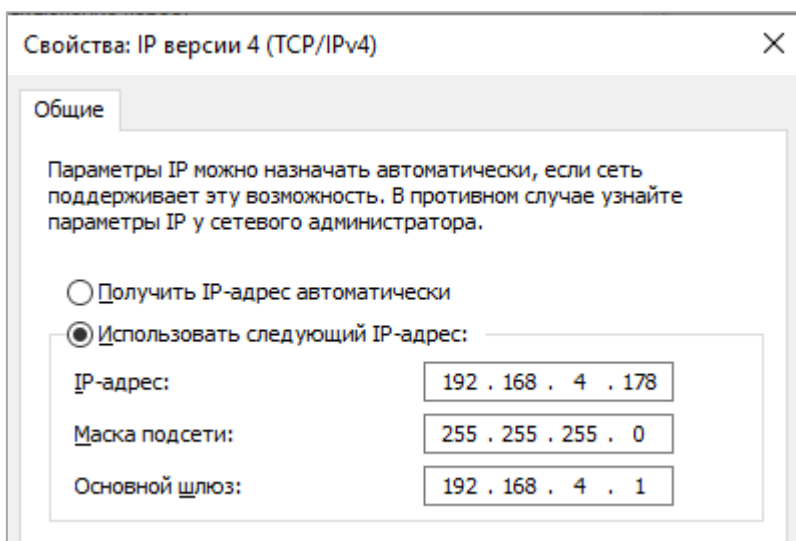 Свойства: IP версии 4 (TCP/IPv4)
Общие
Параметры IP можно назначать автоматически, если сеть
поддерживает эту возможность. В противном случае узнайте
параметры IP у сетевого администратора.
Получить IP-адрес автоматически
Использовать следующий IP-адрес:
IP-адрес: 192 . 168 . 4 . 178
Маска подсети: 255 . 255 . 255 . 0
Основной шлюз: 192 . 168 . 4 . 1